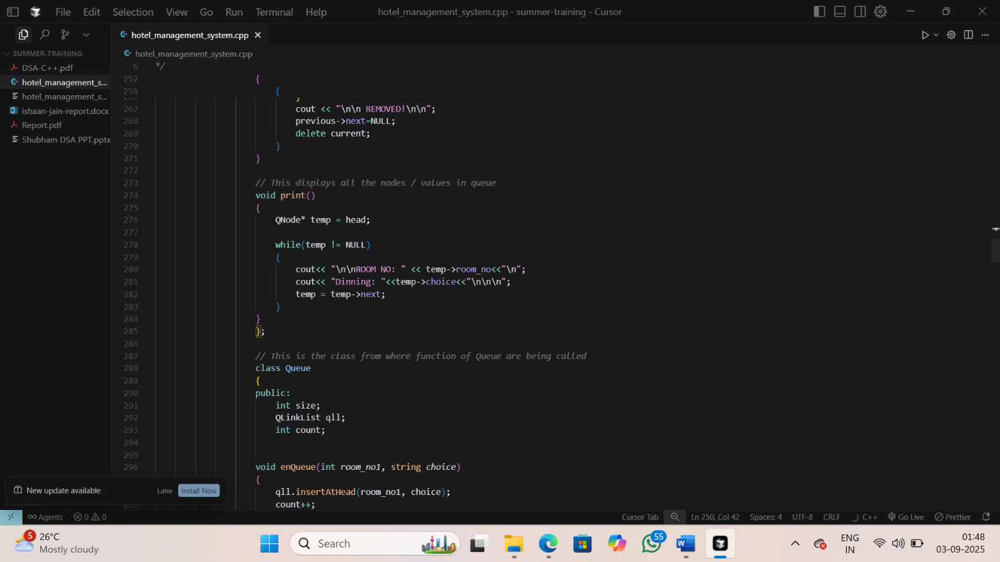 File Edit Selection View Go Run Terminal Help
hotel_management_system.cpp - summer-training - Cursor
hotel_management_system.cpp
SUMMER-TRAINING
DSA-C++.pdf
hotel_management_s...
hotel_management_s...
ishaan-jain-report.docx
Report.pdf
Shubham DSA PPT.pptx
hotel_management_system.cpp
6 */
252 {
258 {
}
267 cout << "\n\n REMOVED!\n\n";
268 previous->next=NULL;
269 delete current;
270 }
271 }
272
273 // This displays all the nodes / values in queue
274 void print()
275 {
276 QNode* temp = head;
277
278 while(temp != NULL)
279 {
280 cout<< "\n\nROOM NO: " << temp->room_no<<"\n";
281 cout<< "Dinning: "<<temp->choice<<"\n\n\n";
282 temp = temp->next;
283 }
284 }
285 };
286
287 // This is the class from where function of Queue are being called
288 class Queue
289 {
290 public:
291 int size;
292 QLinkList qll;
293 int count;
294
295
296 void enQueue(int room_no1, string choice)
{
qll.insertAtHead(room_no1, choice);
count++;
New update available Later Install Now
Agents 0 0
Cursor Tab Ln 250, Col 42 Spaces: 4 UTF-8 CRLF C++ Go Live Prettier
5
26°C
Mostly cloudy
Search
55
ENG
IN
01:48
03-09-2025